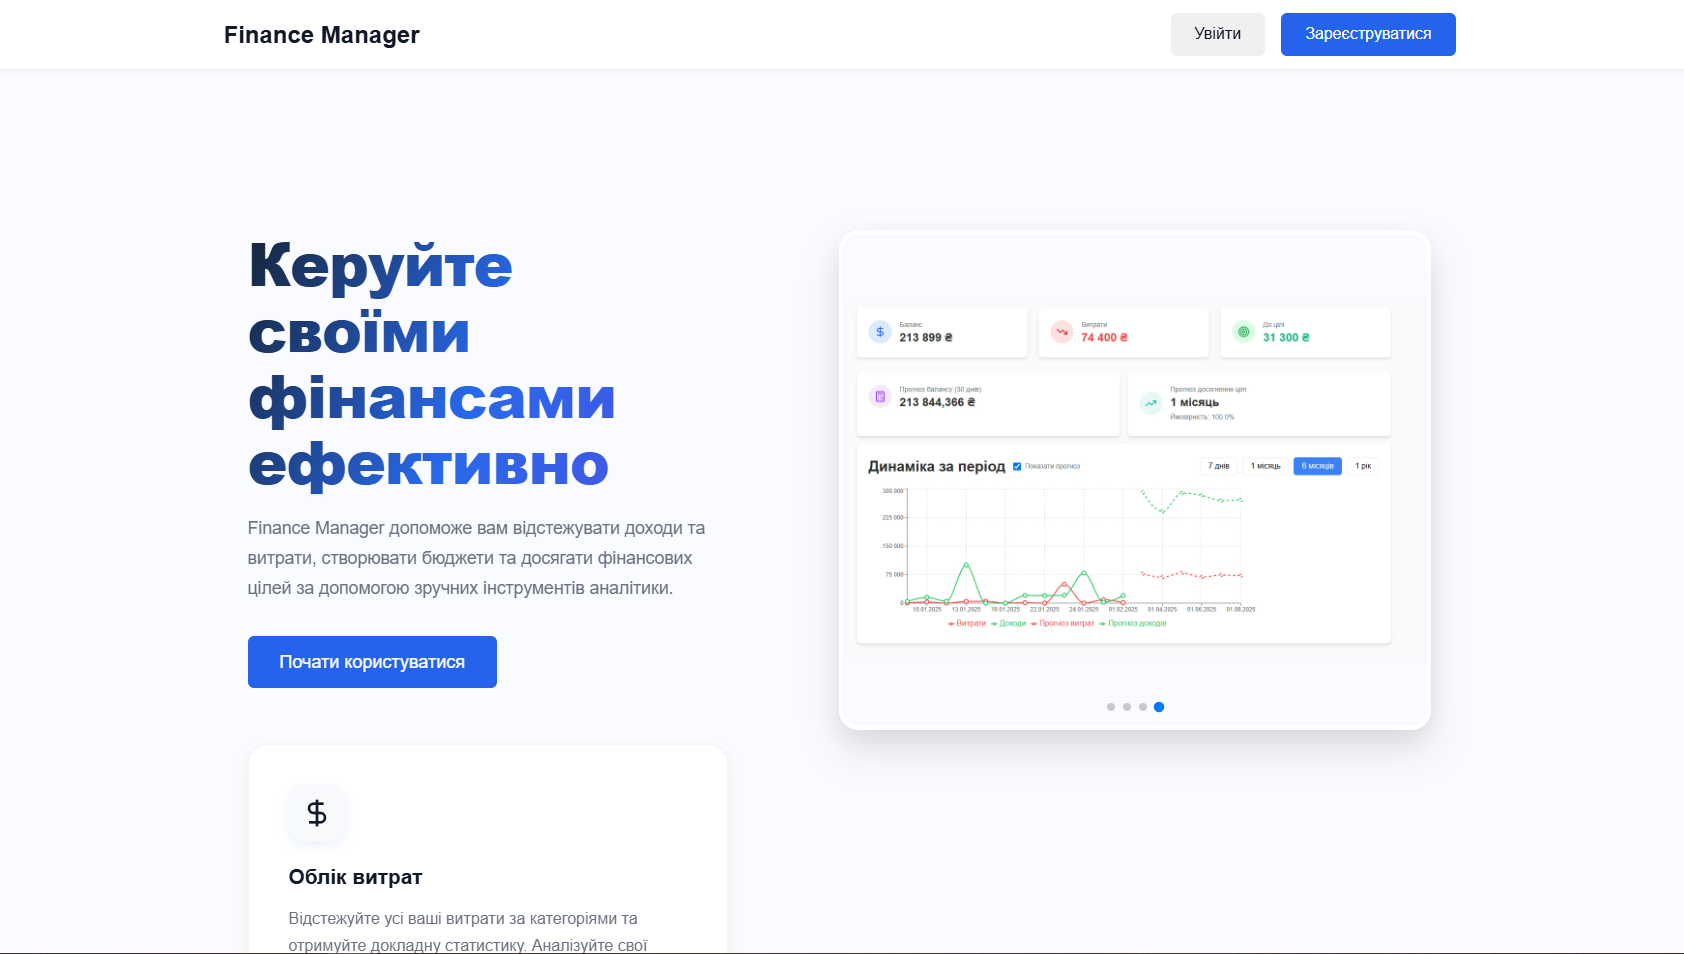 Finance Manager
Увійти
Зареєструватися
Керуйте
своїми
фінансами
ефективно
Finance Manager допоможе вам відстежувати доходи та
витрати, створювати бюджети та досягати фінансових
цілей за допомогою зручних інструментів аналітики.
Почати користуватися
Баланс
213 899 ₴
Витрати
74 400 ₴
До цілі
31 300 ₴
Прогноз балансу (30 днів)
213 844,366 ₴
Прогноз досягнення цілі
1 місяць
Ймовірність: 100.0%
Динаміка за період
Показати прогноз
7 днів
1 місяць
6 місяців
1 рік
300 000
225 000
150 000
75 000
0
10.01.2025 13.01.2025 19.01.2025 22.01.2025 24.01.2025 01.02.2025 01.04.2025 01.06.2025 01.08.2025
Витрати Доходи Прогноз витрат Прогноз доходів
Облік витрат
Відстежуйте усі ваші витрати за категоріями та
отримуйте докладну статистику. Аналізуйте свої